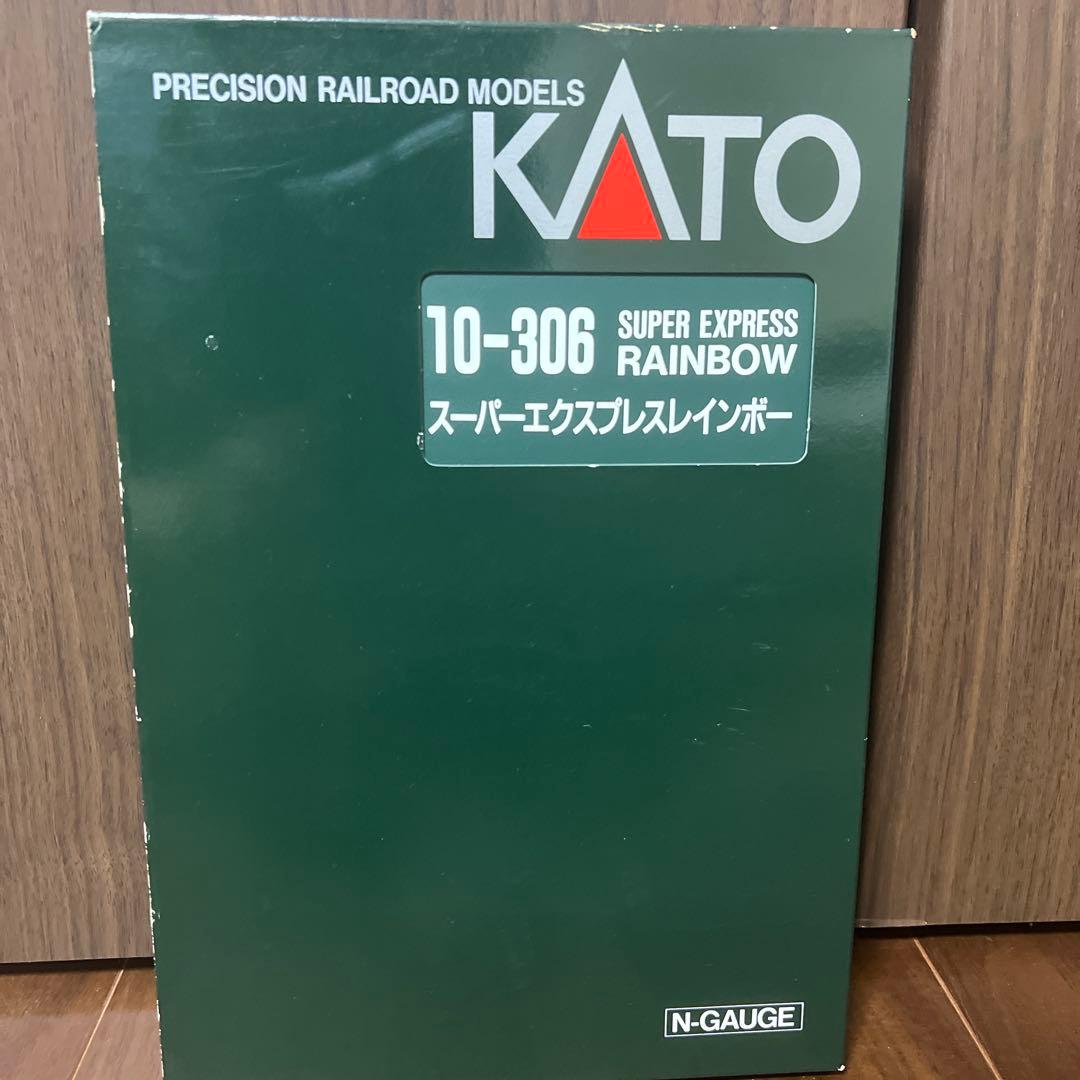 PRECISION RAILROAD MODELS
KATO
10-306 SUPER EXPRESS
RAINBOW
スーパーエクスプレスレインボー
N-GAUGE